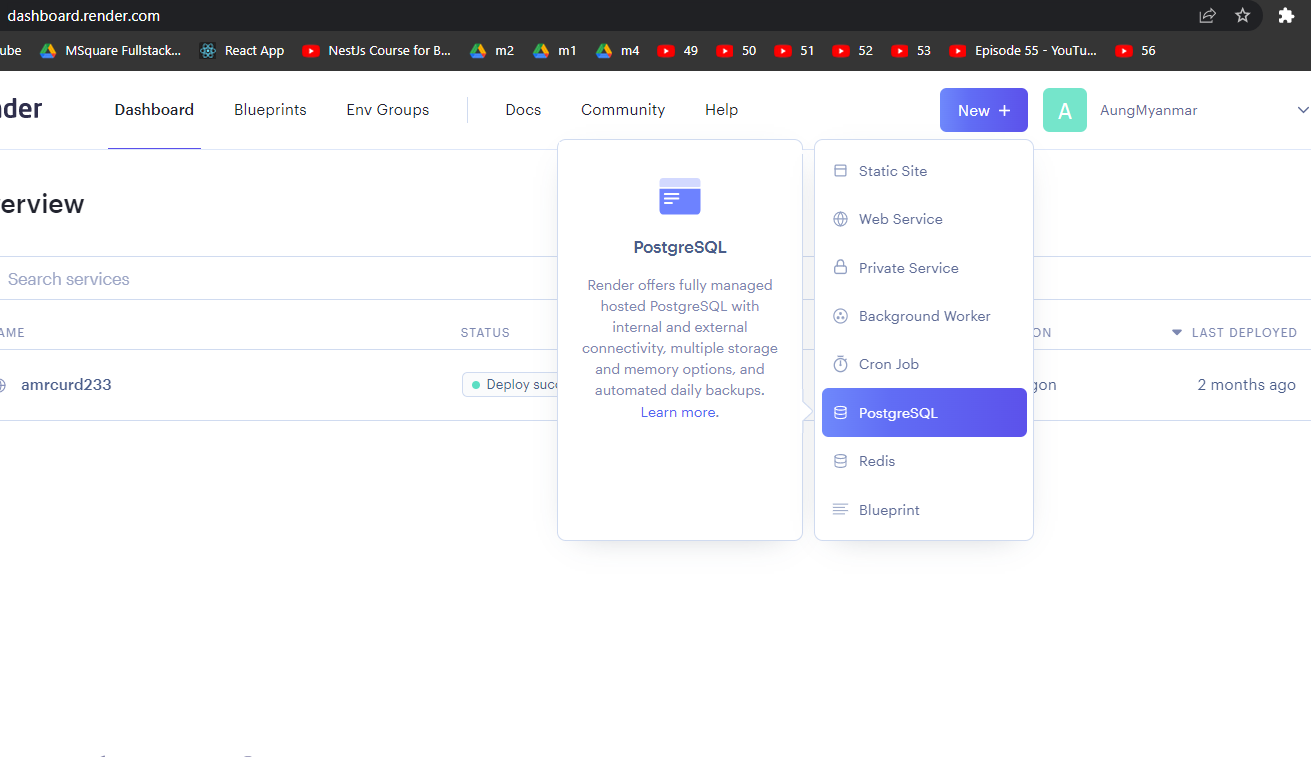 dashboard.render.com
ube MSquare Fullstack... React App NestJs Course for B... m2 m1 m4 49 50 51 52 53 Episode 55 - YouTu... 56
nder Dashboard Blueprints Env Groups Docs Community Help New + A AungMyanmar
erview
Search services
AME STATUS ON LAST DEPLOYED
amrcurd233 Deploy succ gon 2 months ago
PostgreSQL
Render offers fully managed
hosted PostgreSQL with
internal and external
connectivity, multiple storage
and memory options, and
automated daily backups.
Learn more.
Static Site
Web Service
Private Service
Background Worker
Cron Job
PostgreSQL
Redis
Blueprint